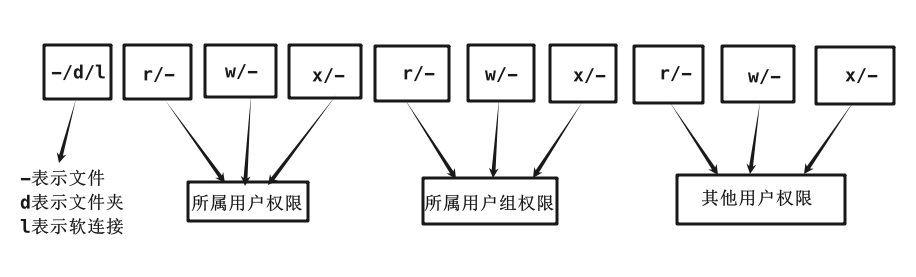 -/d/l r/- w/- x/- r/- w/- x/- r/- w/- x/-
-表示文件
d表示文件夹
l表示软连接
所属用户权限
所属用户组权限
其他用户权限